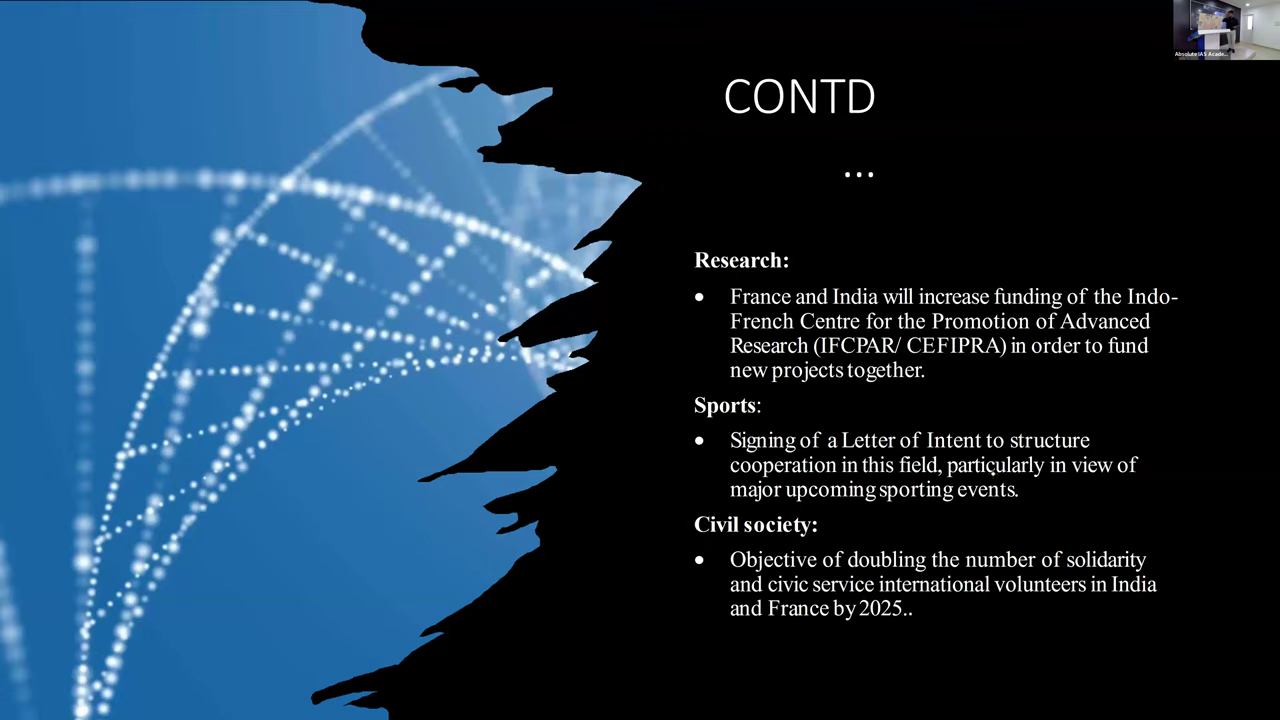 Absolute IAS Acade...
CONTD
...
Research:
• France and India will increase funding of the Indo-
French Centre for the Promotion of Advanced
Research (IFCPAR/ CEFIPRA) in order to fund
new projects together.
Sports:
• Signing of a Letter of Intent to structure
cooperation in this field, particularly in view of
major upcoming sporting events.
Civil society:
• Objective of doubling the number of solidarity
and civic service international volunteers in India
and France by 2025..